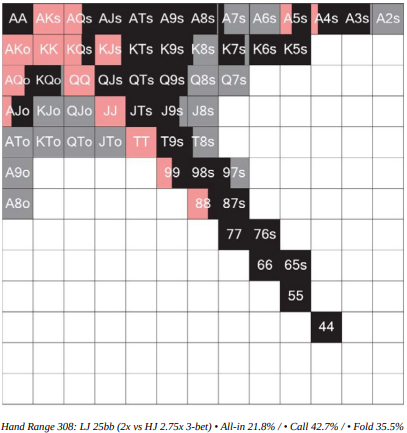 AA AKs AQs AJs ATs A9s A8s A7s A6s A5s A4s A3s A2s
AKo KK KQs KJs KTs K9s K8s K7s K6s K5s
AQo KQo QQ QJs QTs Q9s Q8s Q7s
AJo KJo QJo JJ JTs J9s J8s
ATo KTo QTo JTo TT T9s T8s
A9o 99 98s 97s
A8o 88 87s
77 76s
66 65s
55
44
Hand Range 308: LJ 25bb (2x vs HJ 2.75x 3-bet) • All-in 21.8% / • Call 42.7% / • Fold 35.5%